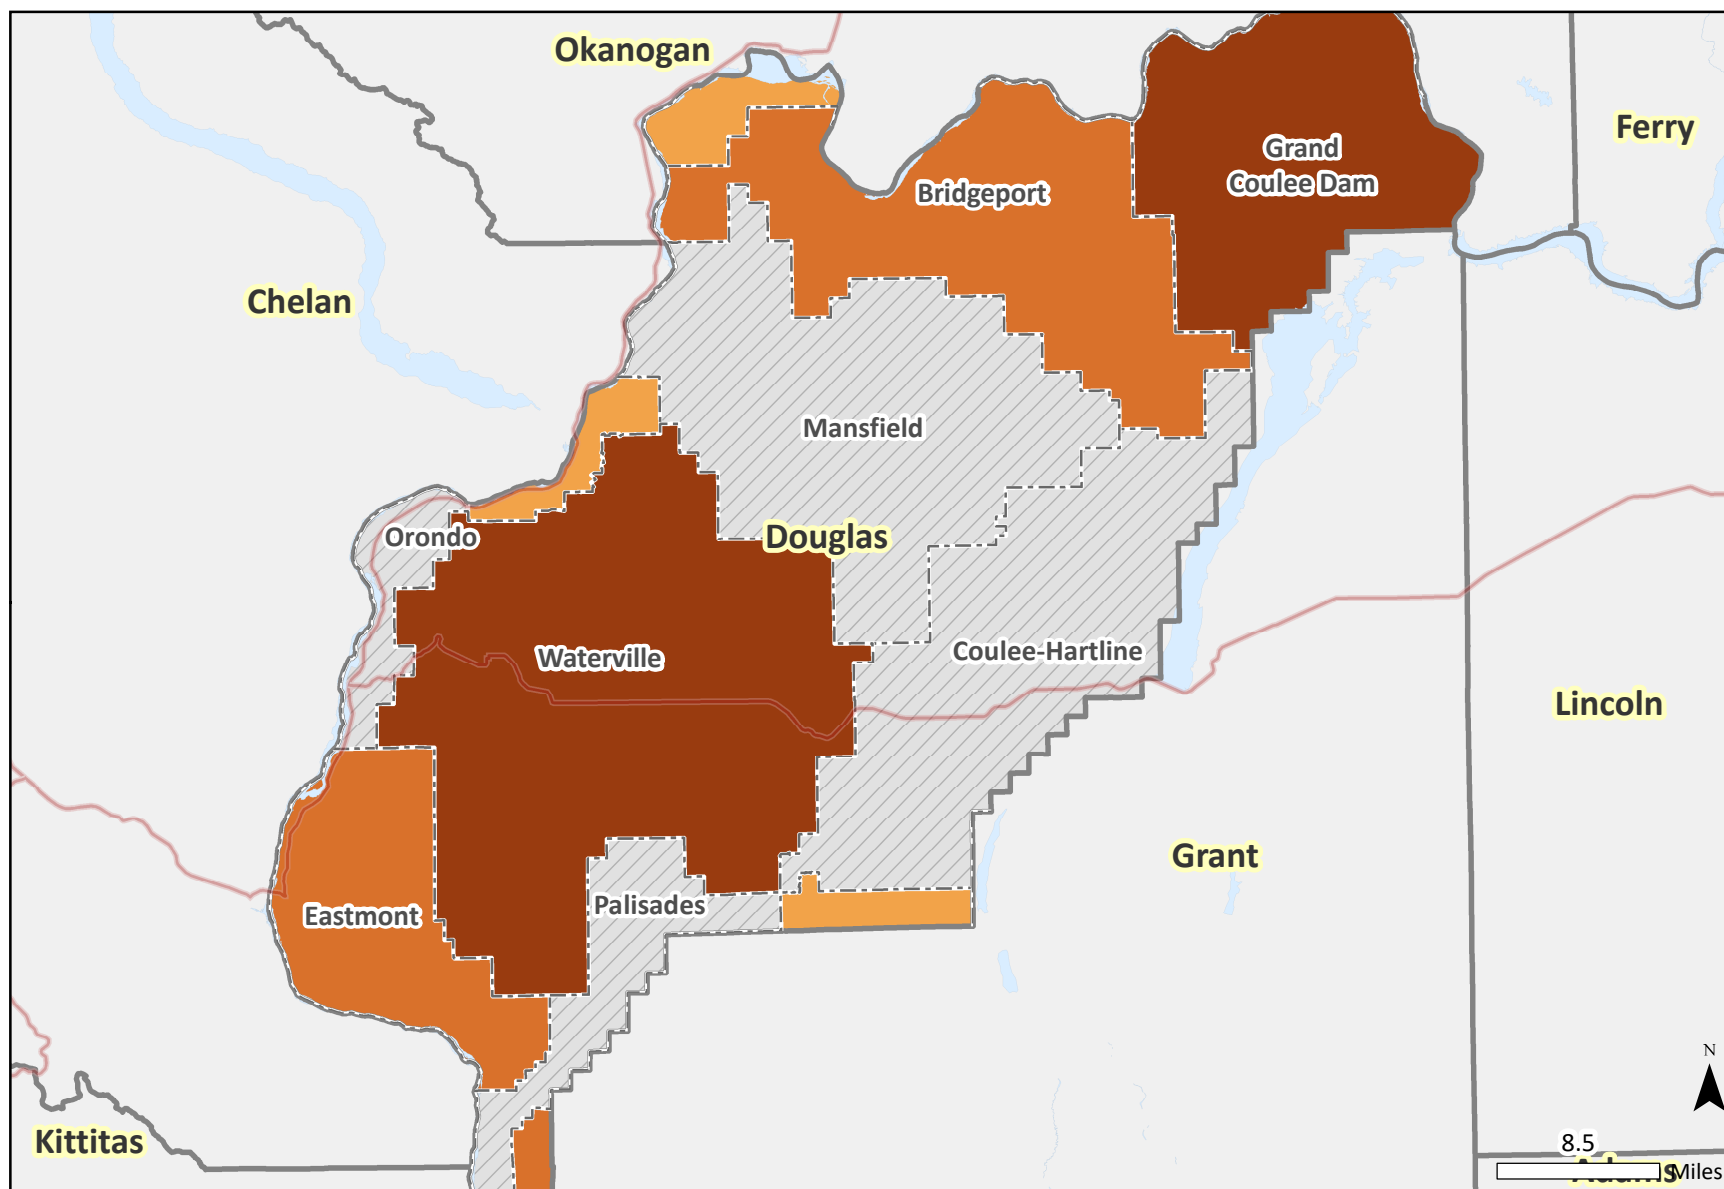 Okanogan
Ferry
Grand
Coulee Dam
Bridgeport
Chelan
Mansfield
Orondo
Douglas
Waterville
Coulee-Hartline
Lincoln
Grant
Palisades
Eastmont
N
Kittitas
8.5
Adams
Miles